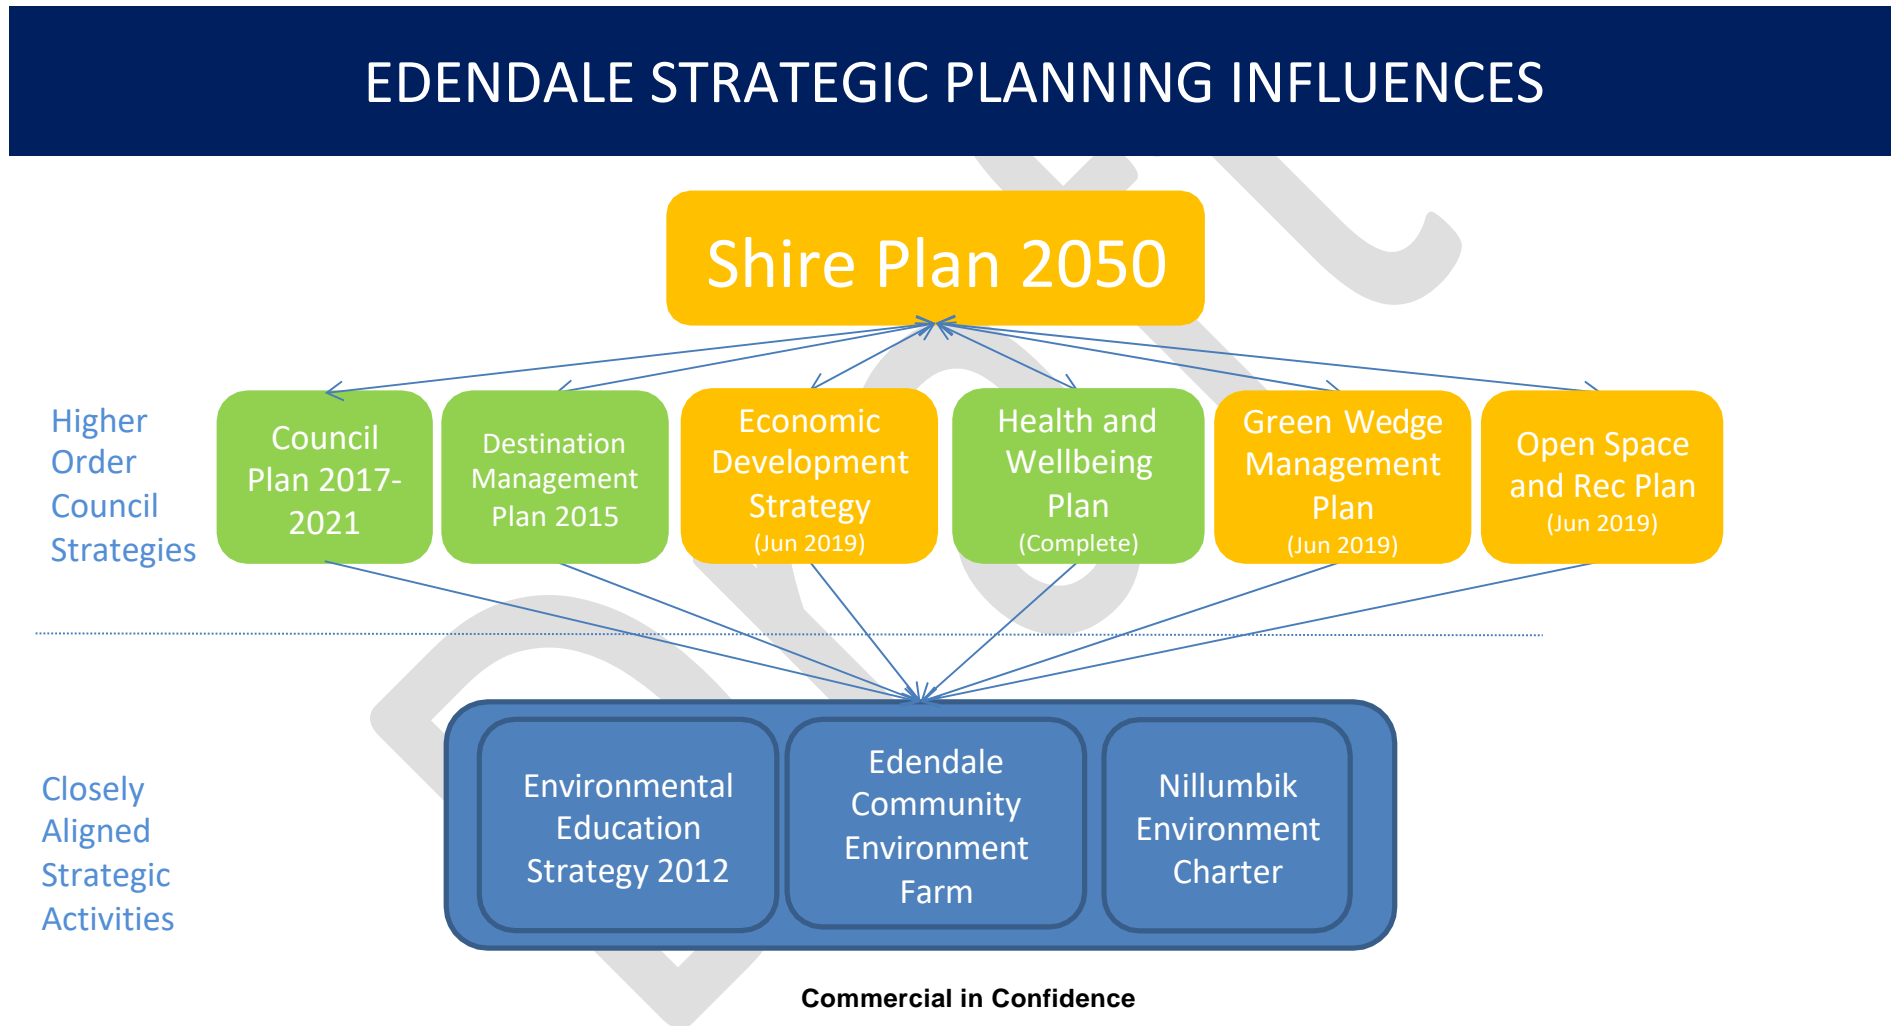 EDENDALE STRATEGIC PLANNING INFLUENCES
Shire Plan 2050
Higher
Order
Council
Strategies
Council
Plan 2017-
2021
Destination
Management
Plan 2015
Economic
Development
Strategy
(Jun 2019)
Health and
Wellbeing
Plan
(Complete)
Green Wedge
Management
Plan
(Jun 2019)
Open Space
and Rec Plan
(Jun 2019)
Closely
Aligned
Strategic
Activities
Environmental
Education
Strategy 2012
Edendale
Community
Environment
Farm
Nillumbik
Environment
Charter
Draft
Commercial in Confidence